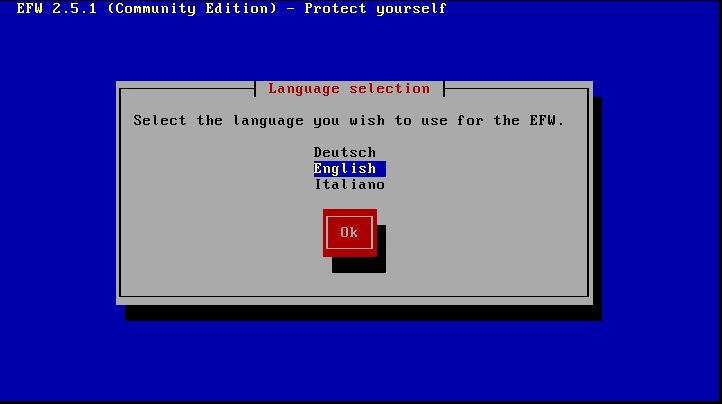 EFW 2.5.1 (Community Edition) - Protect yourself
Language selection
Select the language you wish to use for the EFW.
Deutsch
English
Italiano
Ok